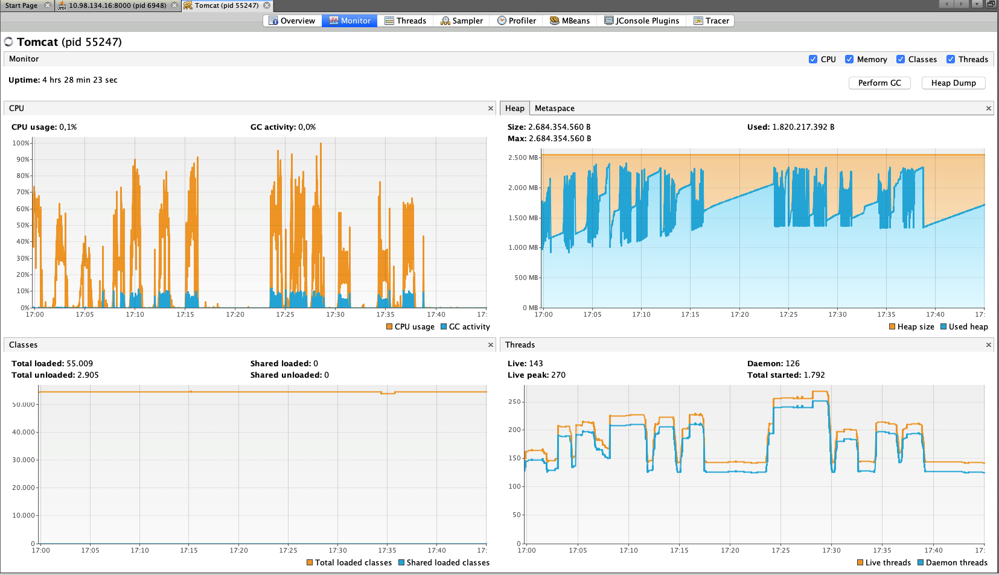 Start Page
10.98.134.16:8000 (pid 6948)
Tomcat (pid 55247)
Overview Monitor Threads Sampler Profiler MBeans JConsole Plugins Tracer
Tomcat (pid 55247)
Monitor
CPU Memory Classes Threads
Uptime: 4 hrs 28 min 23 sec
Perform GC Heap Dump
CPU
CPU usage: 0,1% GC activity: 0,0%
100%
90%
80%
70%
60%
50%
40%
30%
20%
10%
0%
17:00 17:05 17:10 17:15 17:20 17:25 17:30 17:35 17:40 17:
CPU usage GC activity
Heap Metaspace
Size: 2.684.354.560 B Used: 1.820.217.392 B
Max: 2.684.354.560 B
2.500 MB
2.000 MB
1.500 MB
1.000 MB
500 MB
0 MB
17:00 17:05 17:10 17:15 17:20 17:25 17:30 17:35 17:40 17:
Heap size Used heap
Classes
Total loaded: 55.009 Shared loaded: 0
Total unloaded: 2.905 Shared unloaded: 0
50.000
40.000
30.000
20.000
10.000
0
17:00 17:05 17:10 17:15 17:20 17:25 17:30 17:35 17:40 17:
Total loaded classes Shared loaded classes
Threads
Live: 143 Daemon: 126
Live peak: 270 Total started: 1.792
250
200
150
100
50
0
17:00 17:05 17:10 17:15 17:20 17:25 17:30 17:35 17:40 17:
Live threads Daemon threads